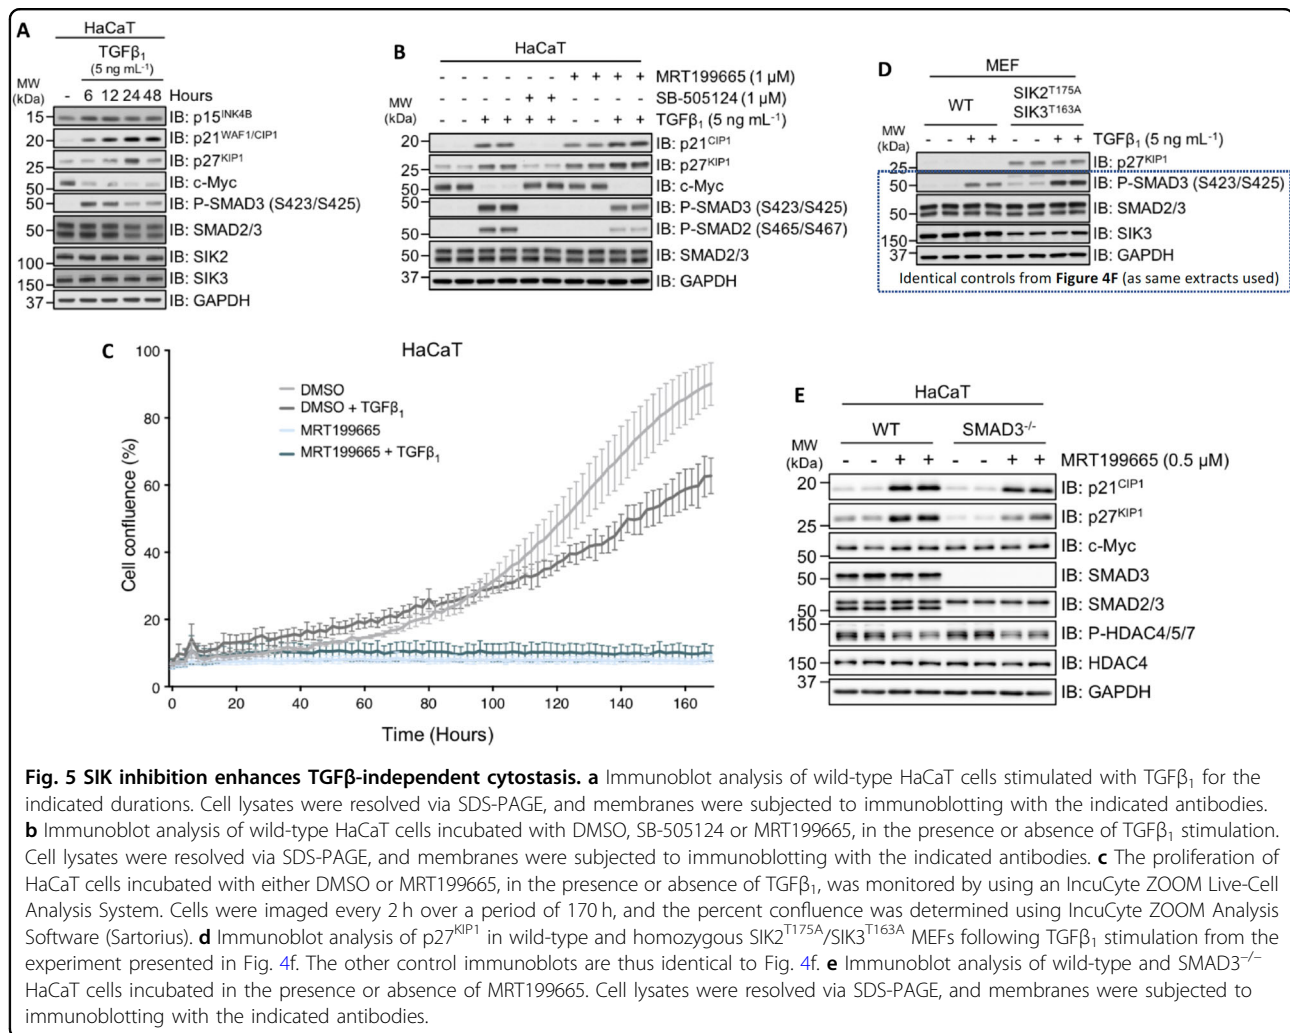 A
HaCaT
TGFβ₁
(5 ng mL⁻¹)
MW
(kDa)
- 6 12 24 48 Hours
15 IB: p15ᴵᴺᴷ⁴ᴮ
20 IB: p21ᵂᴬᶠ¹/ᶜᴵᴾ¹
25 IB: p27ᴷᴵᴾ¹
50 IB: c-Myc
50 IB: P-SMAD3 (S423/S425)
50 IB: SMAD2/3
100 IB: SIK2
150 IB: SIK3
37 IB: GAPDH
B
HaCaT
- - - - - - + + + + MRT199665 (1 μM)
- - - - + + - - - - SB-505124 (1 μM)
- - + + + + - - + + TGFβ₁ (5 ng mL⁻¹)
MW
(kDa)
20 IB: p21ᶜᴵᴾ¹
25 IB: p27ᴷᴵᴾ¹
50 IB: c-Myc
50 IB: P-SMAD3 (S423/S425)
50 IB: P-SMAD2 (S465/S467)
50 IB: SMAD2/3
37 IB: GAPDH
D
MEF
WT
SIK2ᵀ¹⁷⁵ᴬ
SIK3ᵀ¹⁶³ᴬ
MW
(kDa)
- - + + - - + + TGFβ₁ (5 ng mL⁻¹)
25 IB: p27ᴷᴵᴾ¹
50 IB: P-SMAD3 (S423/S425)
50 IB: SMAD2/3
150 IB: SIK3
37 IB: GAPDH
Identical controls from Figure 4F (as same extracts used)
C
HaCaT
DMSO
DMSO + TGFβ₁
MRT199665
MRT199665 + TGFβ₁
Cell confluence (%)
100
80
60
40
20
0
0 20 40 60 80 100 120 140 160
Time (Hours)
E
HaCaT
WT SMAD3⁻/⁻
MW
(kDa)
- - + + - - + + MRT199665 (0.5 μM)
20 IB: p21ᶜᴵᴾ¹
25 IB: p27ᴷᴵᴾ¹
50 IB: c-Myc
50 IB: SMAD3
50 IB: SMAD2/3
150 IB: P-HDAC4/5/7
150 IB: HDAC4
37 IB: GAPDH
Fig. 5 SIK inhibition enhances TGFβ-independent cytostasis. a Immunoblot analysis of wild-type HaCaT cells stimulated with TGFβ₁ for the
indicated durations. Cell lysates were resolved via SDS-PAGE, and membranes were subjected to immunoblotting with the indicated antibodies.
b Immunoblot analysis of wild-type HaCaT cells incubated with DMSO, SB-505124 or MRT199665, in the presence or absence of TGFβ₁ stimulation.
Cell lysates were resolved via SDS-PAGE, and membranes were subjected to immunoblotting with the indicated antibodies. c The proliferation of
HaCaT cells incubated with either DMSO or MRT199665, in the presence or absence of TGFβ₁, was monitored by using an IncuCyte ZOOM Live-Cell
Analysis System. Cells were imaged every 2 h over a period of 170 h, and the percent confluence was determined using IncuCyte ZOOM Analysis
Software (Sartorius). d Immunoblot analysis of p27ᴷᴵᴾ¹ in wild-type and homozygous SIK2ᵀ¹⁷⁵ᴬ/SIK3ᵀ¹⁶³ᴬ MEFs following TGFβ₁ stimulation from the
experiment presented in Fig. 4f. The other control immunoblots are thus identical to Fig. 4f. e Immunoblot analysis of wild-type and SMAD3⁻/⁻
HaCaT cells incubated in the presence or absence of MRT199665. Cell lysates were resolved via SDS-PAGE, and membranes were subjected to
immunoblotting with the indicated antibodies.